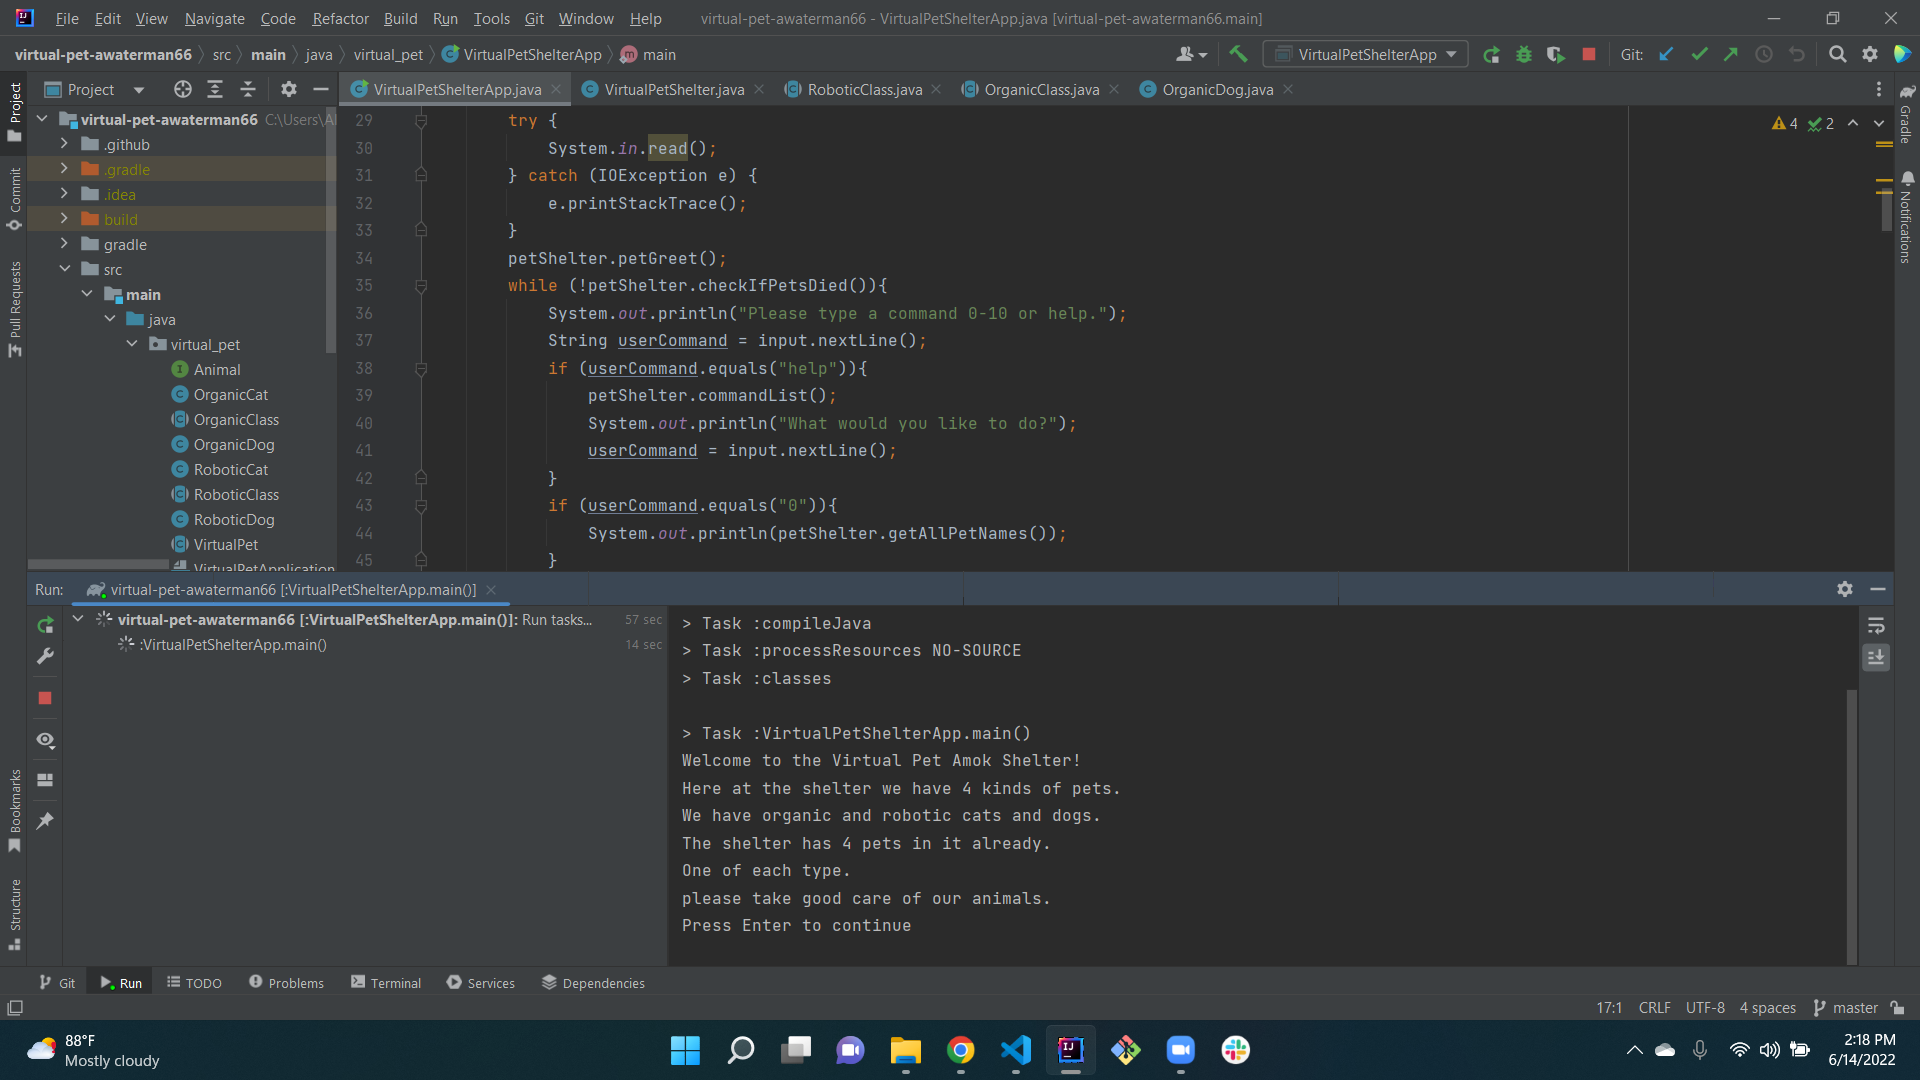 File Edit View Navigate Code Refactor Build Run Tools Git Window Help virtual-pet-awaterman66 - VirtualPetShelterApp.java [virtual-pet-awaterman66.main]
virtual-pet-awaterman66 src main java virtual_pet VirtualPetShelterApp main VirtualPetShelterApp Git:
Project VirtualPetShelterApp.java VirtualPetShelter.java RoboticClass.java OrganicClass.java OrganicDog.java
Project
Commit
Pull Requests
Bookmarks
Structure
Gradle
Notifications
virtual-pet-awaterman66 C:\Users\Al
.github
.gradle
.idea
build
gradle
src
main
java
virtual_pet
Animal
OrganicCat
OrganicClass
OrganicDog
RoboticCat
RoboticClass
RoboticDog
VirtualPet
VirtualPetApplication
4 2
29 try {
30 System.in.read();
31 } catch (IOException e) {
32 e.printStackTrace();
33 }
34 petShelter.petGreet();
35 while (!petShelter.checkIfPetsDied()){
36 System.out.println("Please type a command 0-10 or help.");
37 String userCommand = input.nextLine();
38 if (userCommand.equals("help")){
39 petShelter.commandList();
40 System.out.println("What would you like to do?");
41 userCommand = input.nextLine();
42 }
43 if (userCommand.equals("0")){
44 System.out.println(petShelter.getAllPetNames());
45 }
Run: virtual-pet-awaterman66 [:VirtualPetShelterApp.main()]
virtual-pet-awaterman66 [:VirtualPetShelterApp.main()]: Run tasks... 57 sec
:VirtualPetShelterApp.main() 14 sec
> Task :compileJava
> Task :processResources NO-SOURCE
> Task :classes
> Task :VirtualPetShelterApp.main()
Welcome to the Virtual Pet Amok Shelter!
Here at the shelter we have 4 kinds of pets.
We have organic and robotic cats and dogs.
The shelter has 4 pets in it already.
One of each type.
please take good care of our animals.
Press Enter to continue
Git Run TODO Problems Terminal Services Dependencies
17:1 CRLF UTF-8 4 spaces master
88°F
Mostly cloudy
2:18 PM
6/14/2022